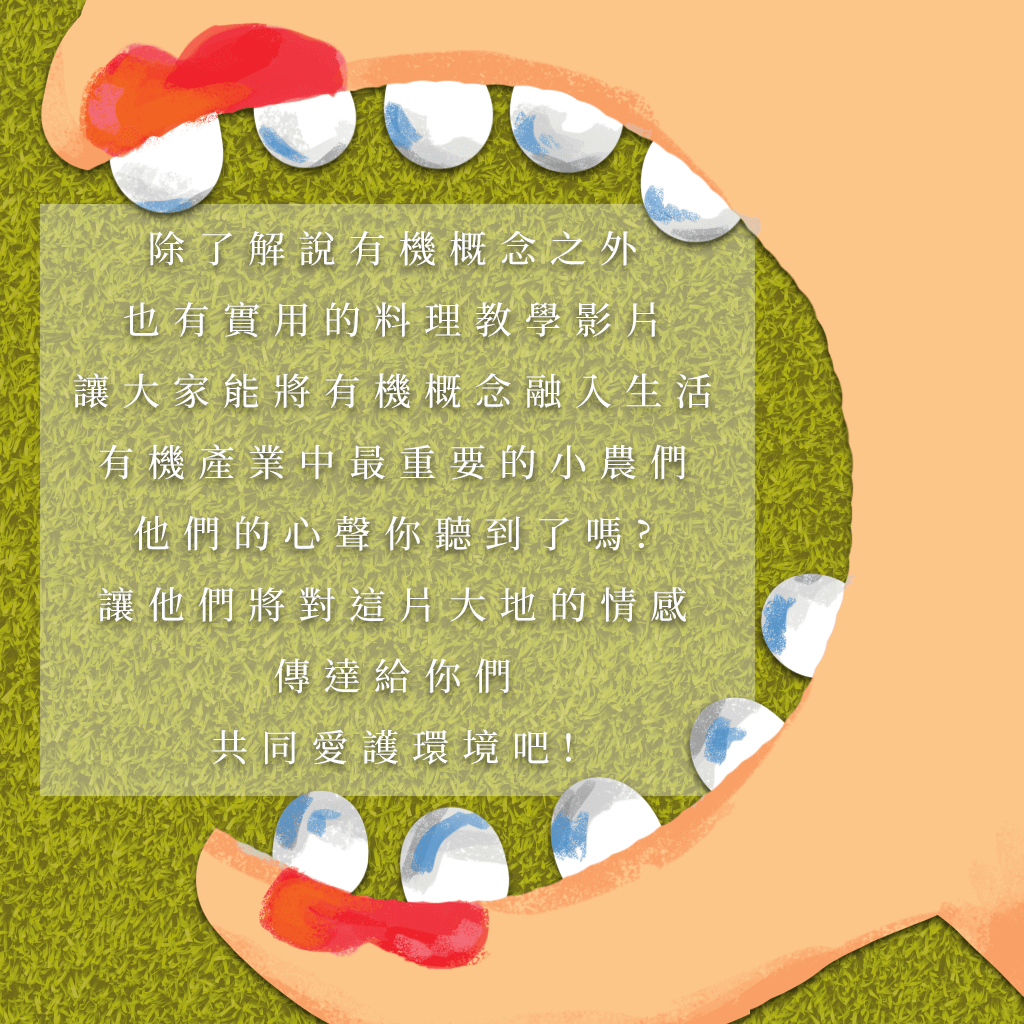 除了解說有機概念之外
也有實用的料理教學影片
讓大家能將有機概念融入生活
有機產業中最重要的小農們
他們的心聲你聽到了嗎?
讓他們將對這片大地的情感
傳達給你們
共同愛護環境吧!